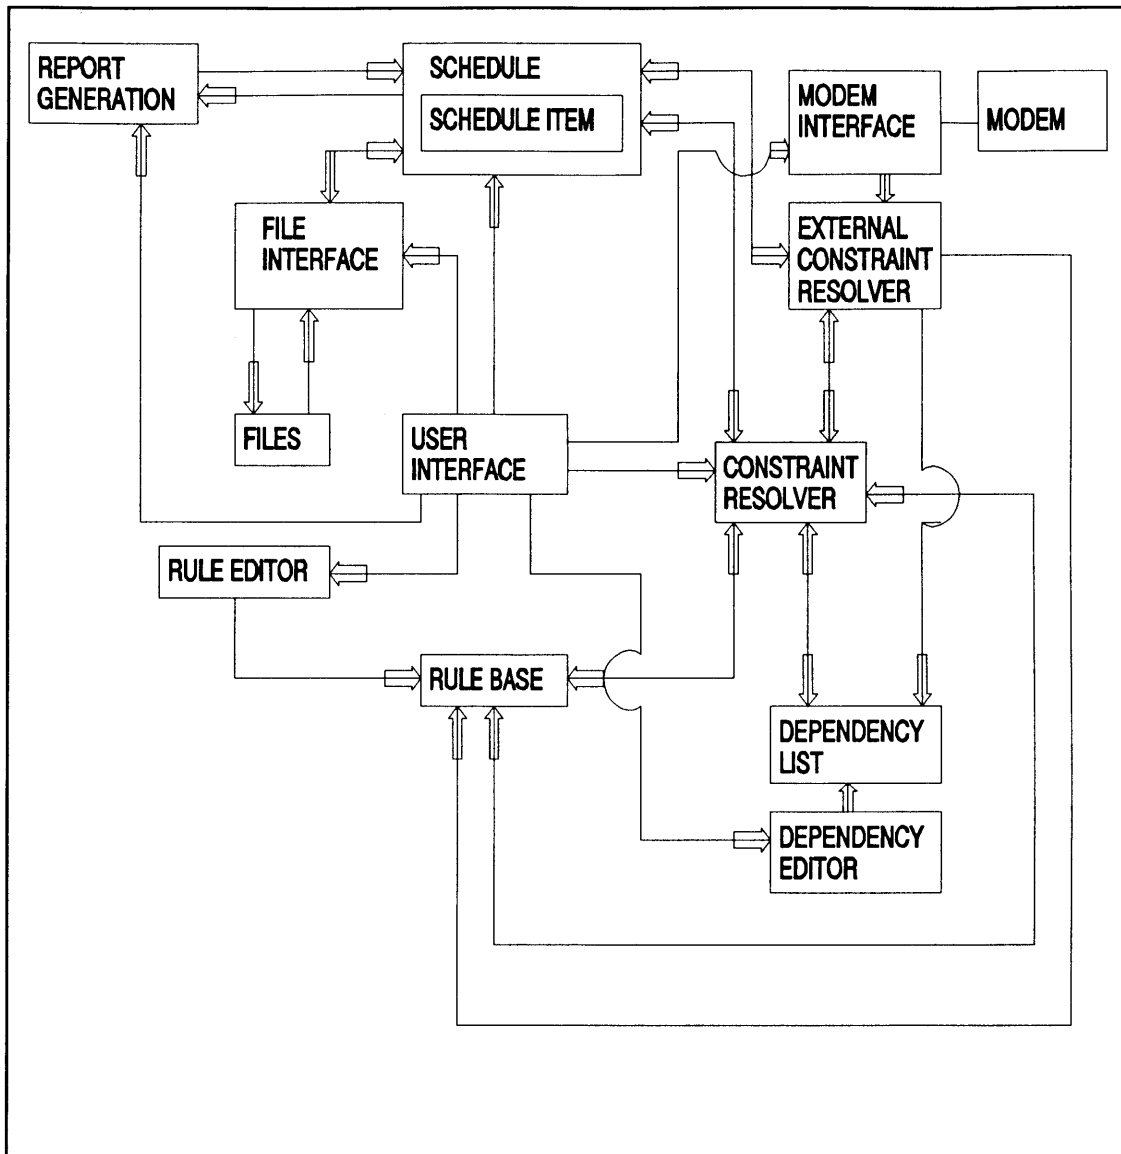 REPORT
GENERATION
SCHEDULE
SCHEDULE ITEM
MODEM
INTERFACE
MODEM
FILE
INTERFACE
EXTERNAL
CONSTRAINT
RESOLVER
FILES
USER
INTERFACE
CONSTRAINT
RESOLVER
RULE EDITOR
RULE BASE
DEPENDENCY
LIST
DEPENDENCY
EDITOR